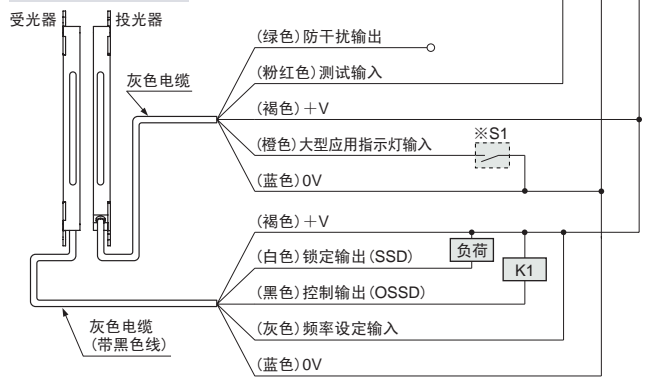 受光器 投光器
灰色电缆
(绿色)防干扰输出
(粉红色)测试输入
(褐色)＋V
※S1
(橙色)大型应用指示灯输入
(蓝色)0V
(褐色)＋V
负荷
(白色)锁定输出(SSD)
K1
(黑色)控制输出(OSSD)
灰色电缆
(带黑色线)
(灰色)频率设定输入
(蓝色)0V